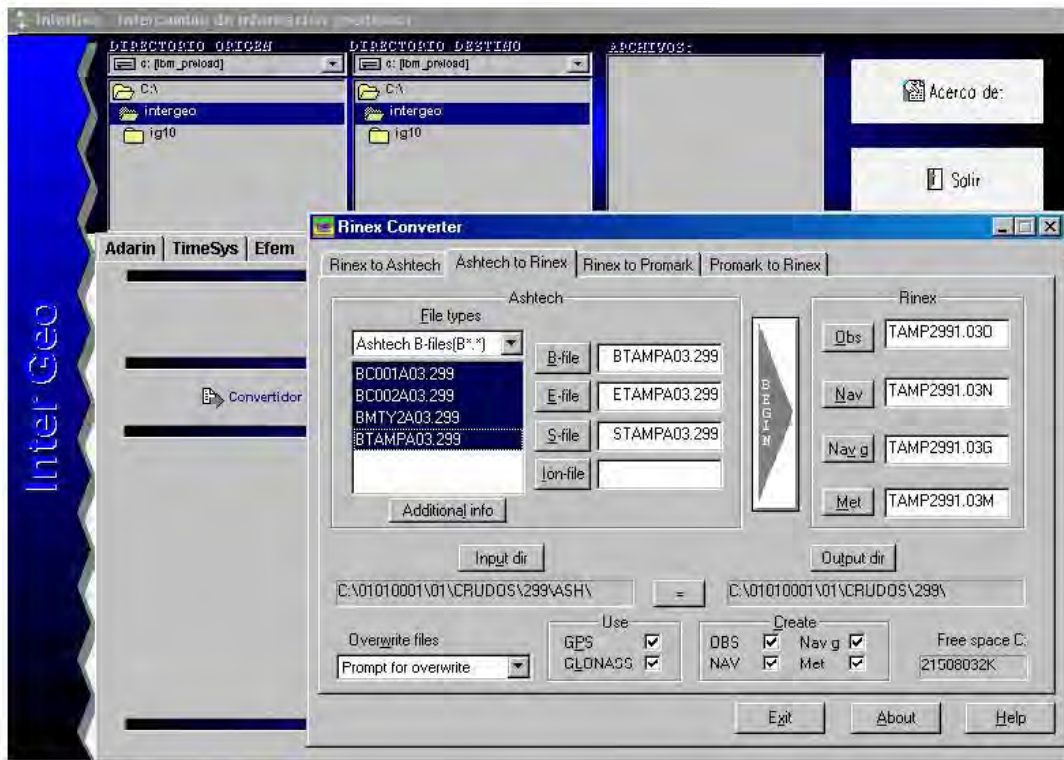 InterGeo - Intercambio de información geodésica
DIRECTORIO ORIGEN
DIRECTORIO DESTINO
ARCHIVOS:
c: [ibm_preload]
c: [ibm_preload]
C:\
intergeo
ig10
C:\
intergeo
ig10
Acerca de:
Salir
Inter Geo
Adarin
TimeSys
Efem
Convertidor
Rinex Converter
Rinex to Ashtech
Ashtech to Rinex
Rinex to Promark
Promark to Rinex
Ashtech
File types
Ashtech B-files(B*.*)
BC001A03.299
BC002A03.299
BMTY2A03.299
BTAMPA03.299
Additional info
B-file
BTAMPA03.299
E-file
ETAMPA03.299
S-file
STAMPA03.299
Ion-file
BEGIN
Rinex
Obs
TAMP2991.03O
Nav
TAMP2991.03N
Nav g
TAMP2991.03G
Met
TAMP2991.03M
Input dir
Output dir
C:\01010001\01\CRUDOS\299\ASH\
=
C:\01010001\01\CRUDOS\299\
Overwrite files
Prompt for overwrite
Use
GPS
GLONASS
Create
OBS
Nav g
NAV
Met
Free space C:
21508032K
Exit
About
Help